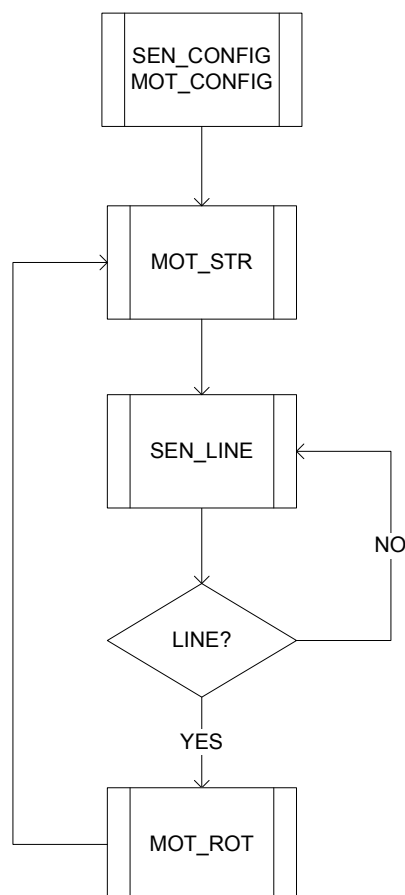 SEN_CONFIG
MOT_CONFIG
MOT_STR
SEN_LINE
NO
LINE?
YES
MOT_ROT